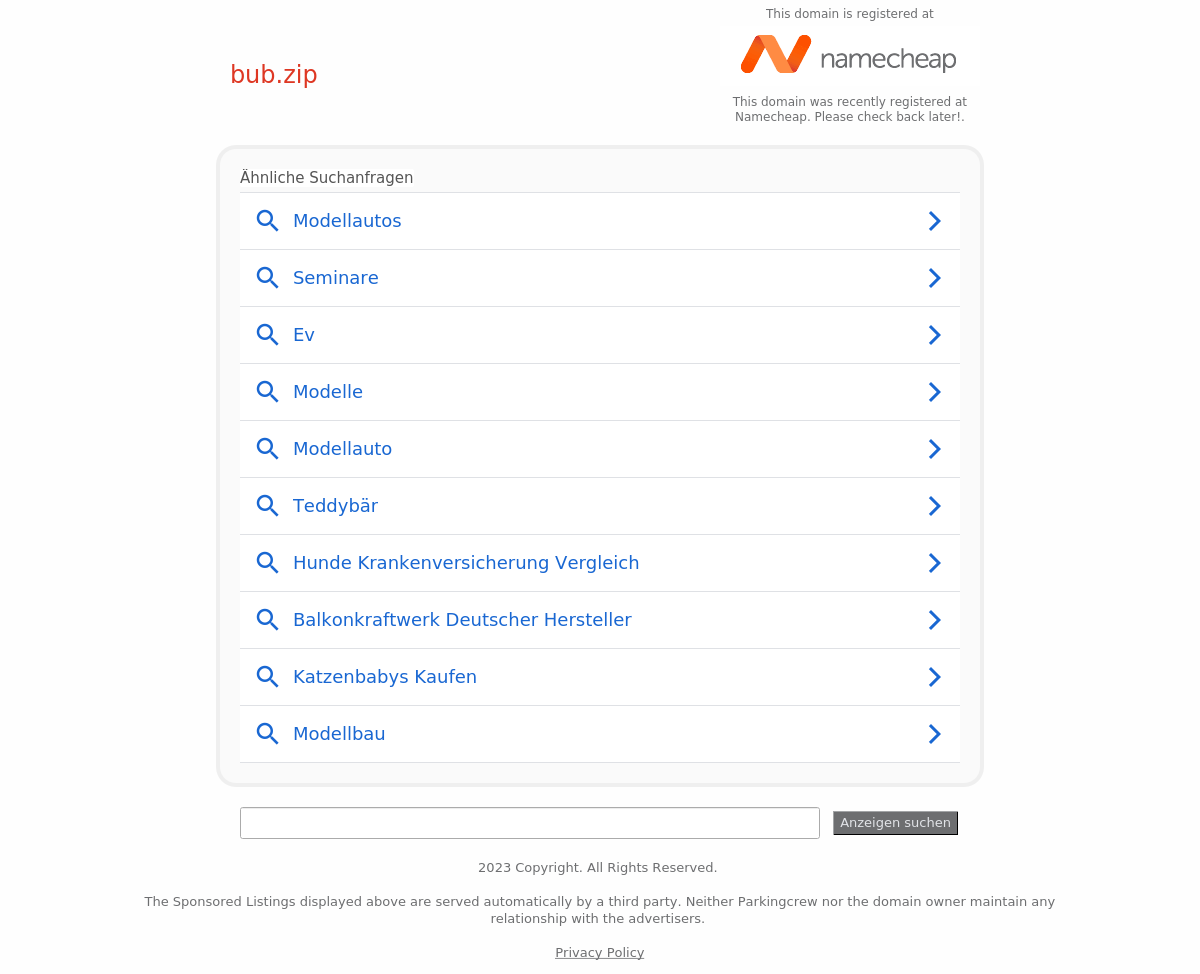 This domain is registered at
namecheap
bub.zip
This domain was recently registered at
Namecheap. Please check back later!.
Ähnliche Suchanfragen
Modellautos
Seminare
Ev
Modelle
Modellauto
Teddybär
Hunde Krankenversicherung Vergleich
Balkonkraftwerk Deutscher Hersteller
Katzenbabys Kaufen
Modellbau
Anzeigen suchen
2023 Copyright. All Rights Reserved.
The Sponsored Listings displayed above are served automatically by a third party. Neither Parkingcrew nor the domain owner maintain any
relationship with the advertisers.
Privacy Policy